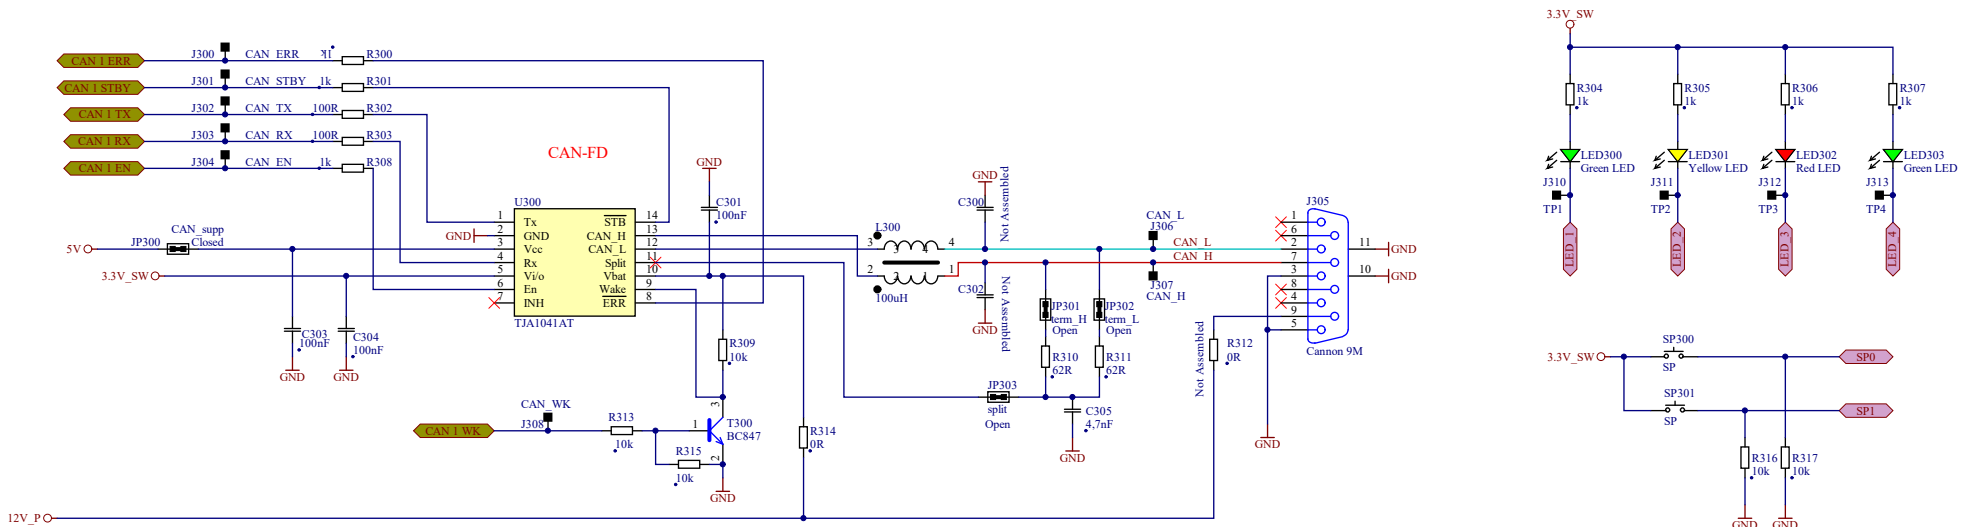 CAN 1 ERR
J300
CAN_ERR
1k
R300
CAN 1 STBY
J301
CAN_STBY
1k
R301
CAN 1 TX
J302
CAN_TX
100R
R302
CAN 1 RX
J303
CAN_RX
100R
R303
CAN 1 EN
J304
CAN_EN
1k
R308
CAN-FD
5V
JP300
CAN_supp
Closed
3.3V_SW
C303
100nF
GND
C304
100nF
GND
GND
U300
1 Tx
2 GND
3 Vcc
4 Rx
5 Vi/o
6 En
7 INH
STB 14
CAN_H 13
CAN_L 12
Split 11
Vbat 10
Wake 9
ERR 8
TJA1041AT
GND
C301
100nF
R309
10k
CAN 1 WK
CAN_WK
J308
R313
10k
R315
10k
1
3
2
T300
BC847
GND
R314
0R
12V_P
L300
3
3
4
4
2
2
1
1
100uH
GND
C300
Not Assembled
C302
GND
Not Assembled
CAN_L
J306
CAN_L
CAN_H
J307
CAN_H
JP301
term_H
Open
JP302
term_L
Open
R310
62R
R311
62R
JP303
split
Open
C305
4,7nF
GND
Not Assembled
R312
0R
GND
J305
1
6
2
7
3
8
4
9
5
11
GND
10
GND
Cannon 9M
3.3V_SW
R304
1k
R305
1k
R306
1k
R307
1k
LED300
Green LED
LED301
Yellow LED
LED302
Red LED
LED303
Green LED
J310
TP1
J311
TP2
J312
TP3
J313
TP4
LED_1
LED_2
LED_3
LED_4
3.3V_SW
SP300
SP
SP0
SP301
SP
SP1
R316
10k
R317
10k
GND
GND